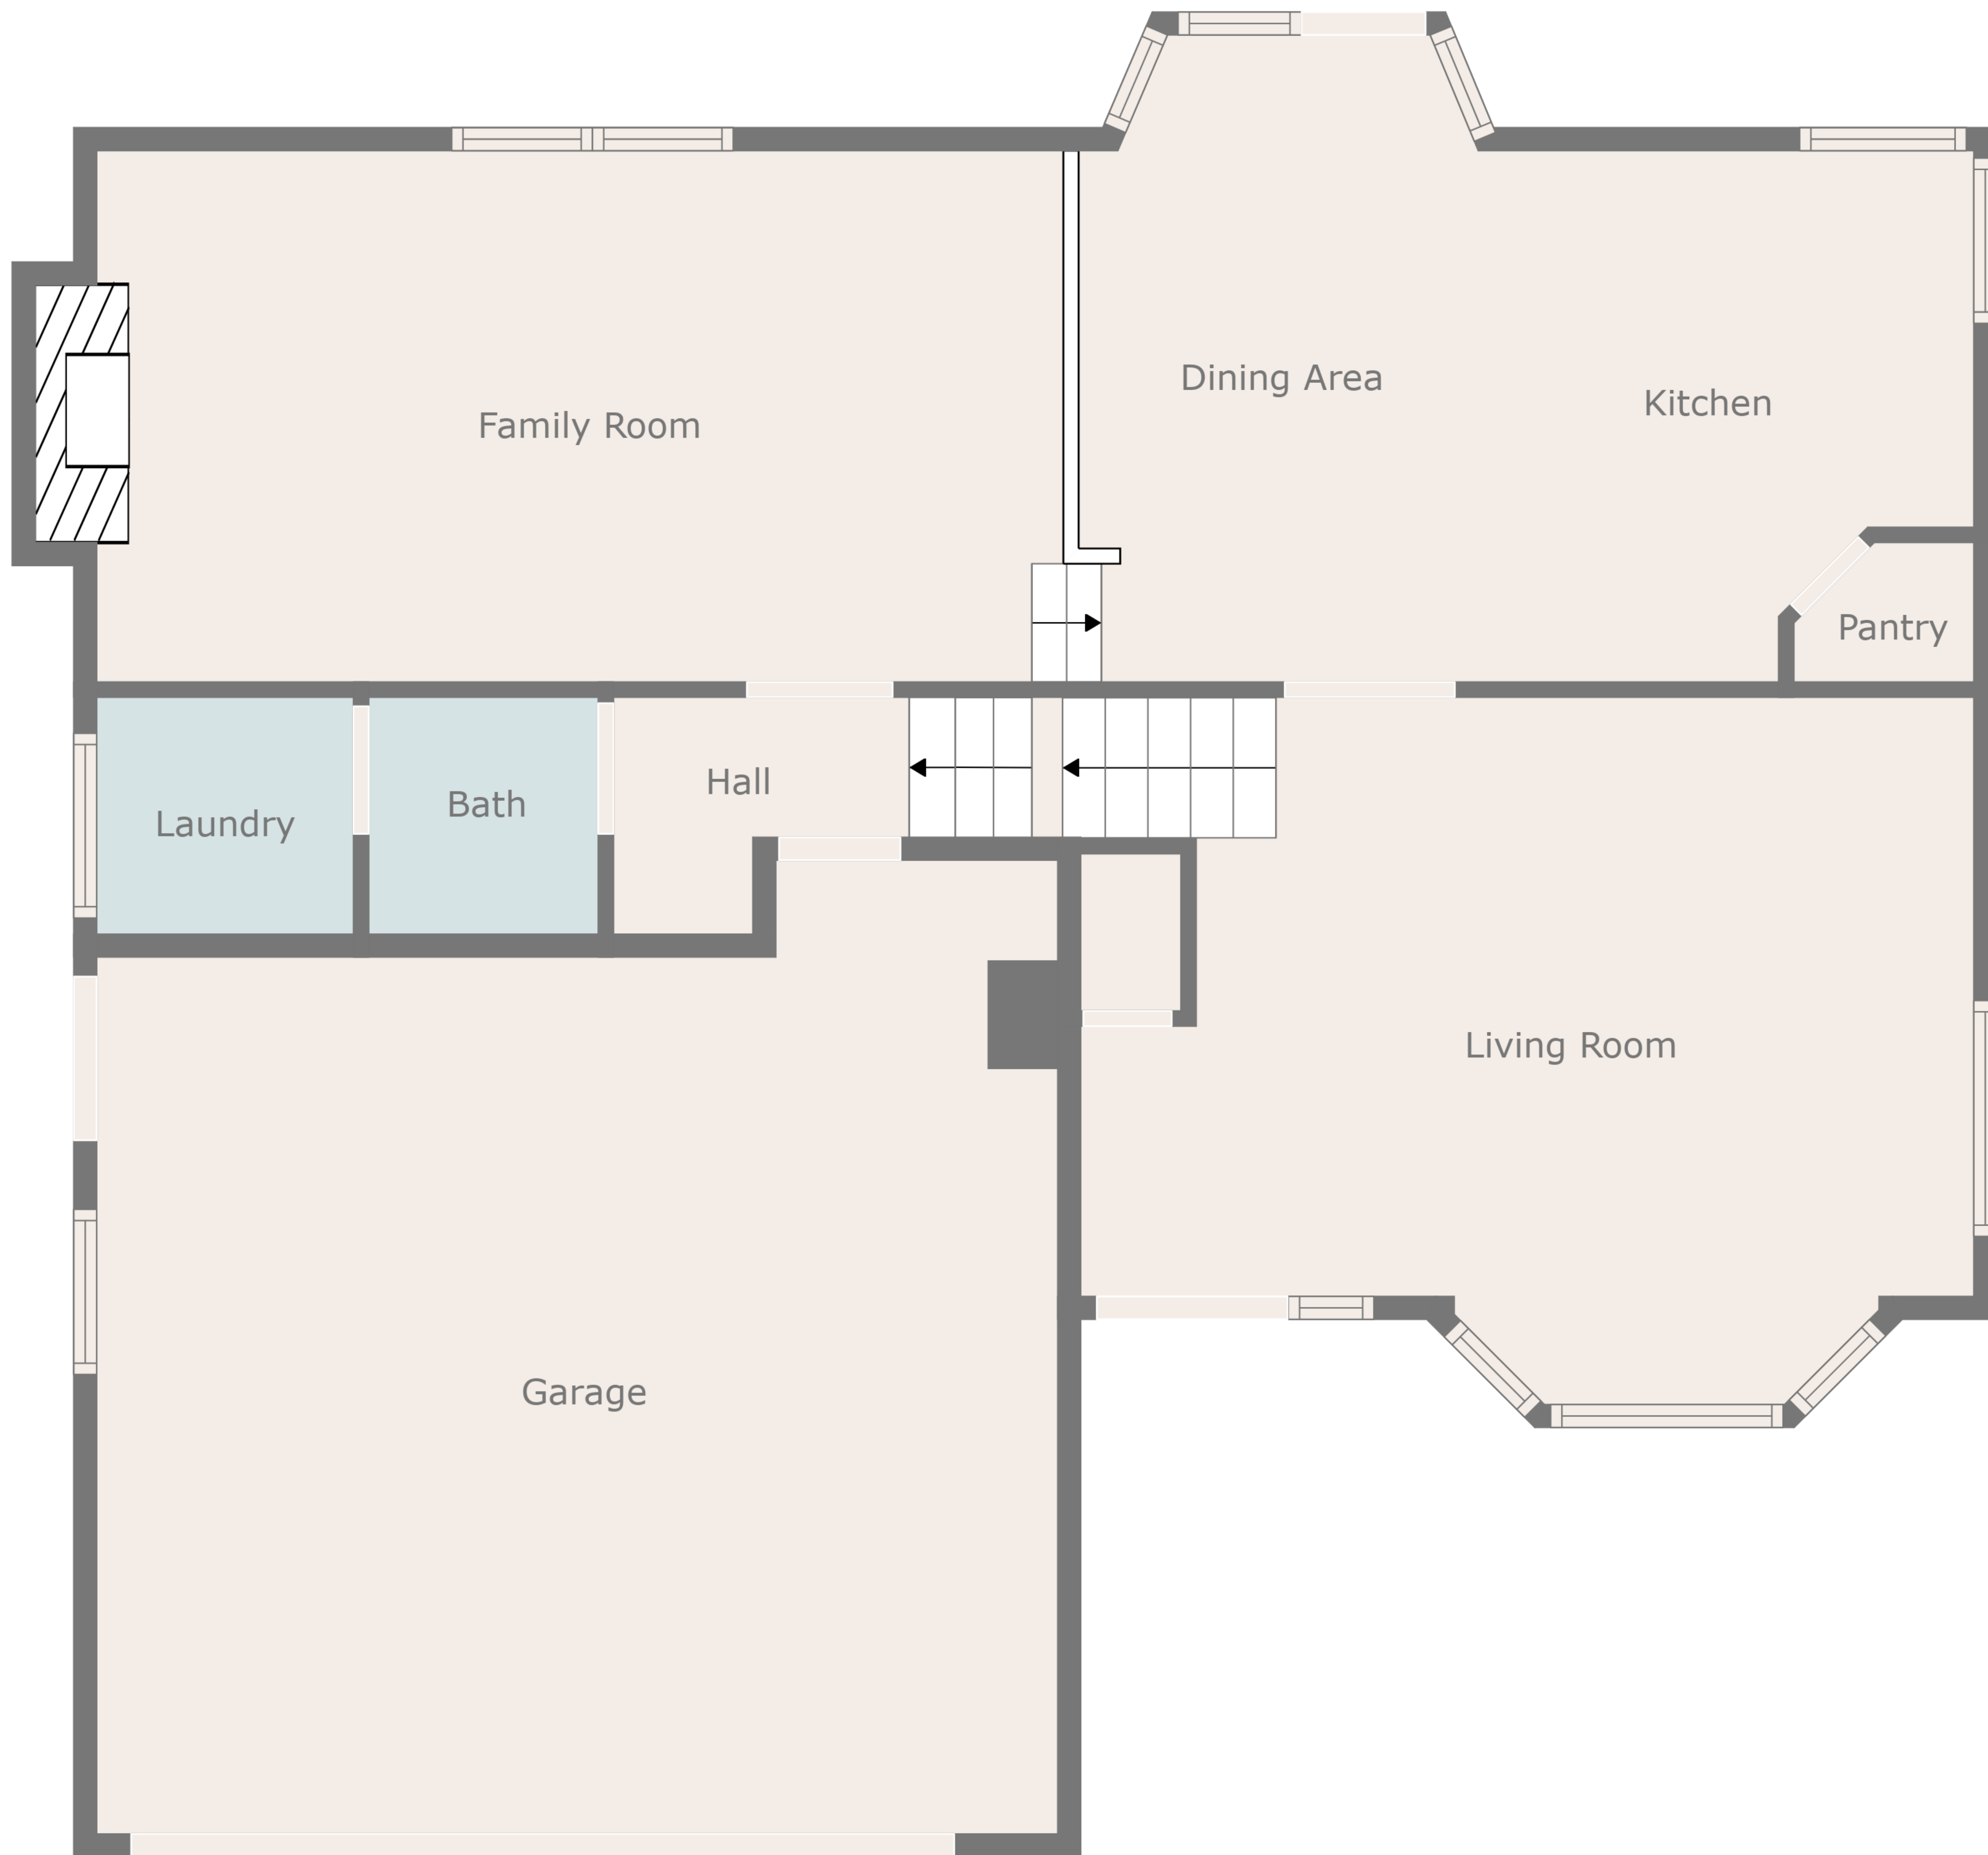 Dining Area
Kitchen
Family Room
Pantry
Hall
Bath
Laundry
Living Room
Garage